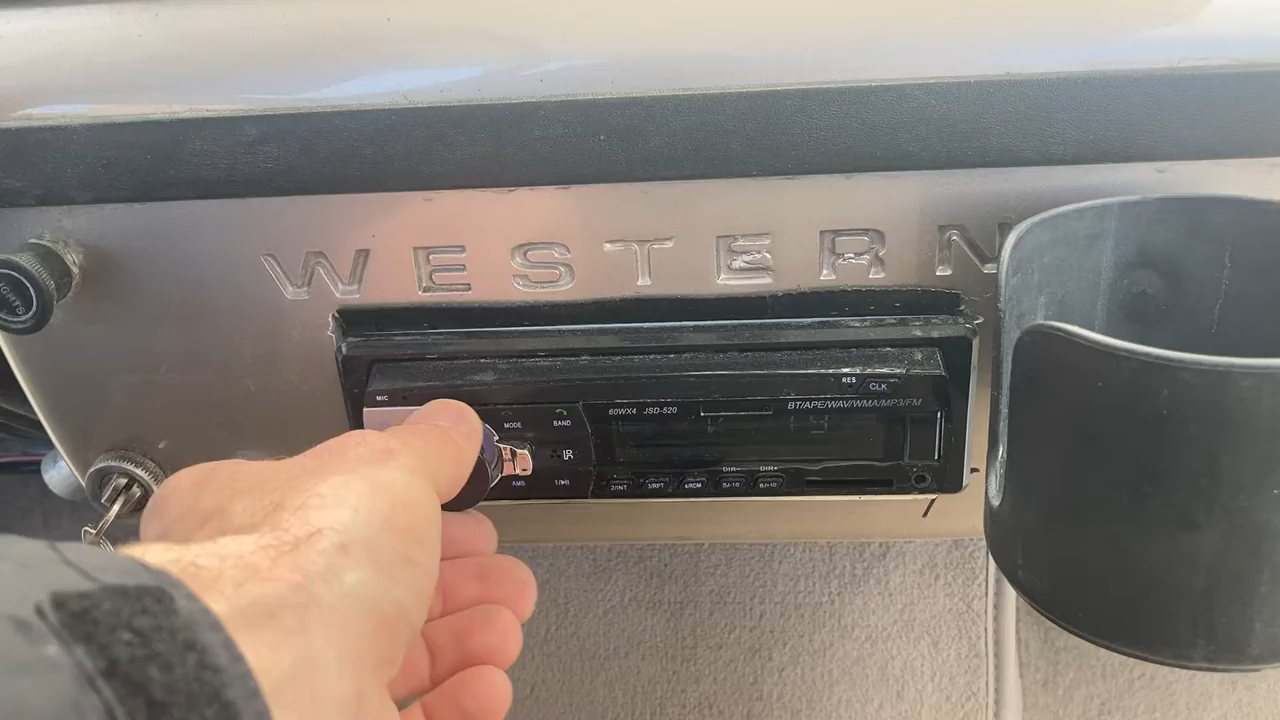 WESTERN
LIGHTS
RES
CLK
MIC
60WX4 JSD-520
BT/APE/WAV/WMA/MP3/FM
MODE
BAND
AMS
1/▶||
DIR-
DIR+
2/INT
3/RPT
4/RDM
5/-10
6/+10